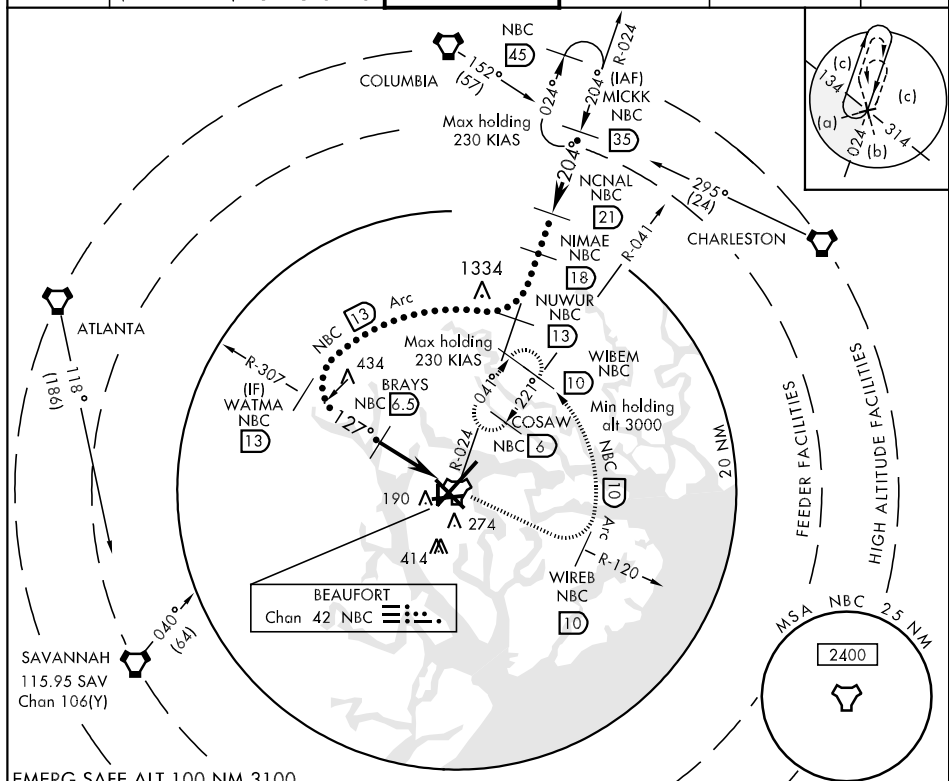 NBC
45
COLUMBIA
152°
(57)
024°
204°
R-024
(IAF)
MICKK
NBC
35
Max holding
230 KIAS
204°
NCNAL
NBC
21
295°
(24)
CHARLESTON
134
(c)
(c)
(a)
024
(b)
314
NIMAE
NBC
18
R-041
1334
NUWUR
NBC
13
NBC 13 Arc
ATLANTA
118°
(186)
Max holding
230 KIAS
WIBEM
NBC
10
R-307
(IF)
WATMA
NBC
13
434
BRAYS
NBC 6.5
127°
041°
221°
COSAW
NBC 6
Min holding
alt 3000
R-024
NBC 10 Arc
20 NM
FEEDER FACILITIES
HIGH ALTITUDE FACILITIES
190
274
414
R-120
WIREB
NBC
10
BEAUFORT
Chan 42 NBC
SAVANNAH
115.95 SAV
Chan 106(Y)
040°
(64)
MSA NBC 25 NM
2400
EMERG SAFE ALT 100 NM 3100